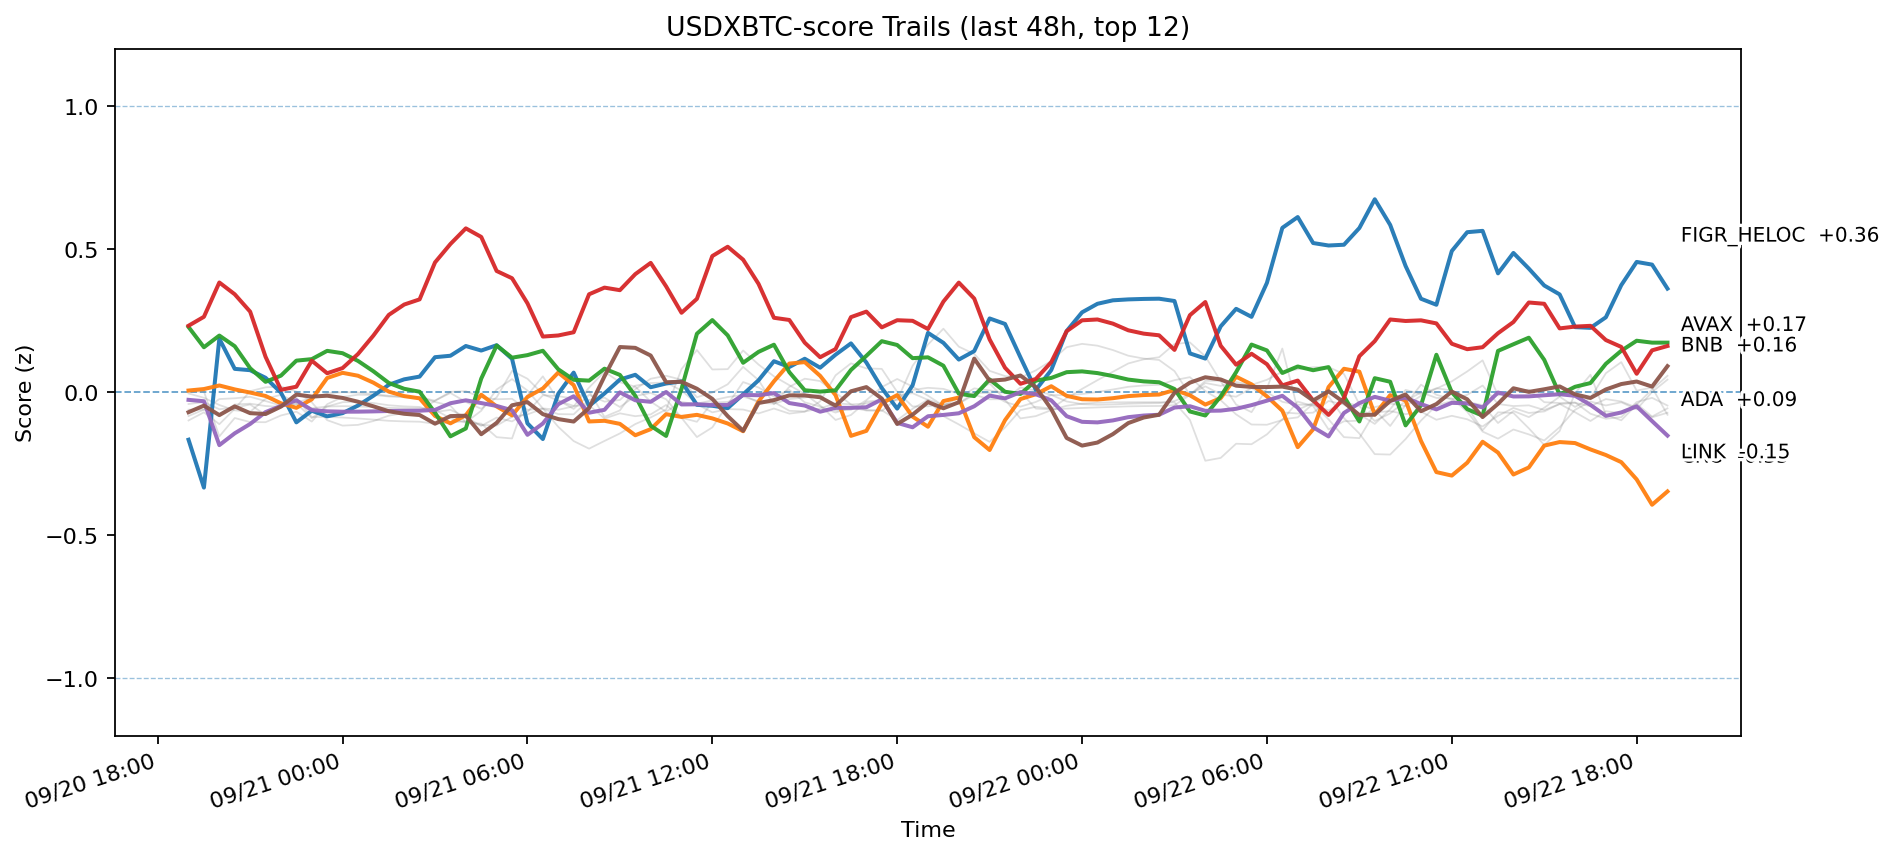 USDXBTC-score Trails (last 48h, top 12)
Score (z)
1.0
0.5
0.0
−0.5
−1.0
FIGR_HELOC +0.36
AVAX +0.17
BNB +0.16
ADA +0.09
LINK -0.15
09/20 18:00
09/21 00:00
09/21 06:00
09/21 12:00
09/21 18:00
09/22 00:00
09/22 06:00
09/22 12:00
09/22 18:00
Time